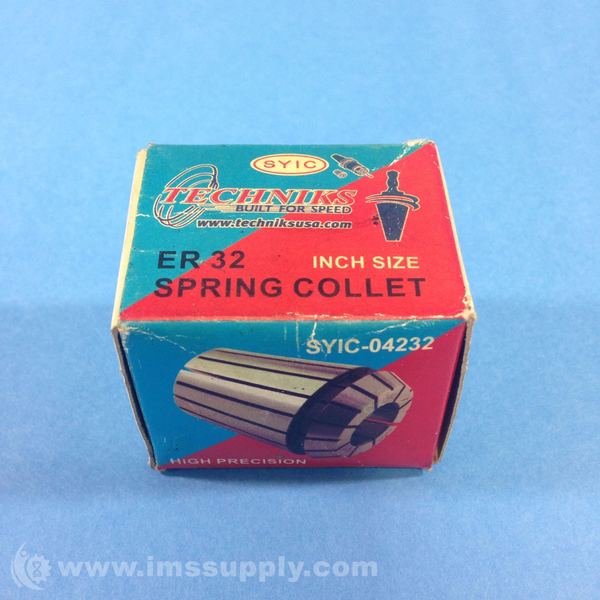 SYIC
TECHNIKS
BUILT FOR SPEED
www.techniksusa.com
ER 32 INCH SIZE
SPRING COLLET
SYIC-04232
HIGH PRECISION
www.imssupply.com